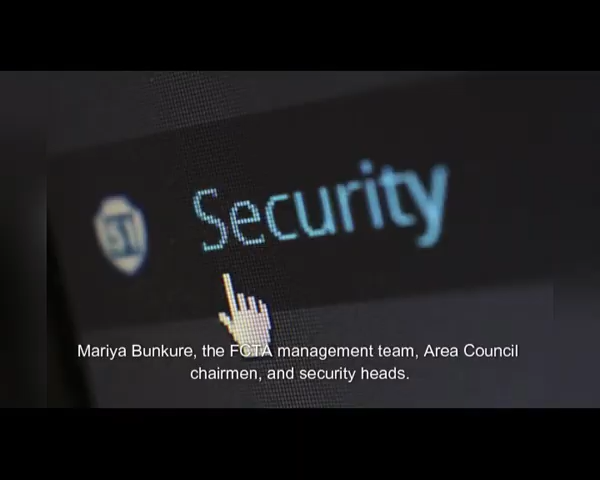 Security
Mariya Bunkure, the FCTA management team, Area Council
chairmen, and security heads.